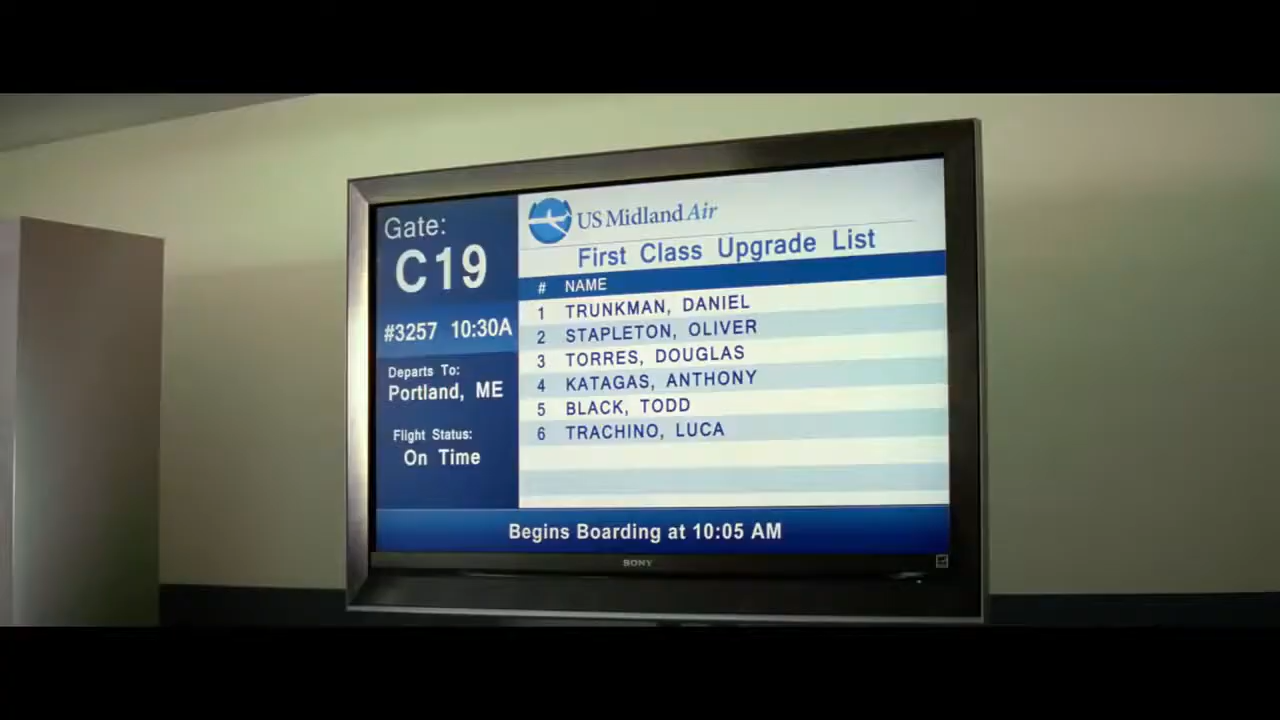 Gate:
C19
#3257 10:30A
Departs To:
Portland, ME
Flight Status:
On Time
US Midland Air
First Class Upgrade List
# NAME
1 TRUNKMAN, DANIEL
2 STAPLETON, OLIVER
3 TORRES, DOUGLAS
4 KATAGAS, ANTHONY
5 BLACK, TODD
6 TRACHINO, LUCA
Begins Boarding at 10:05 AM
SONY